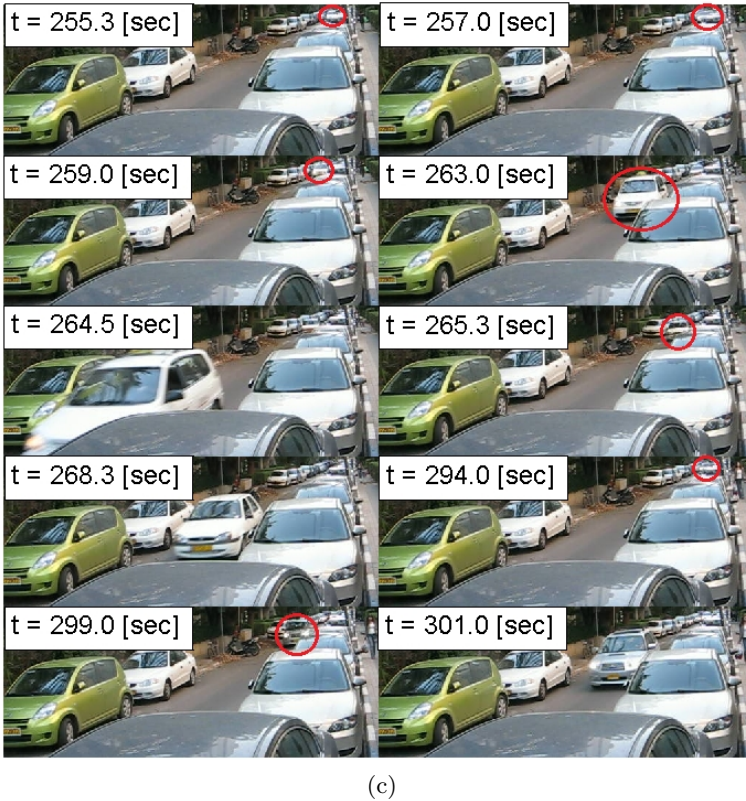 t = 255.3 [sec]
t = 257.0 [sec]
t = 259.0 [sec]
t = 263.0 [sec]
t = 264.5 [sec]
t = 265.3 [sec]
t = 268.3 [sec]
t = 294.0 [sec]
t = 299.0 [sec]
t = 301.0 [sec]
(c)